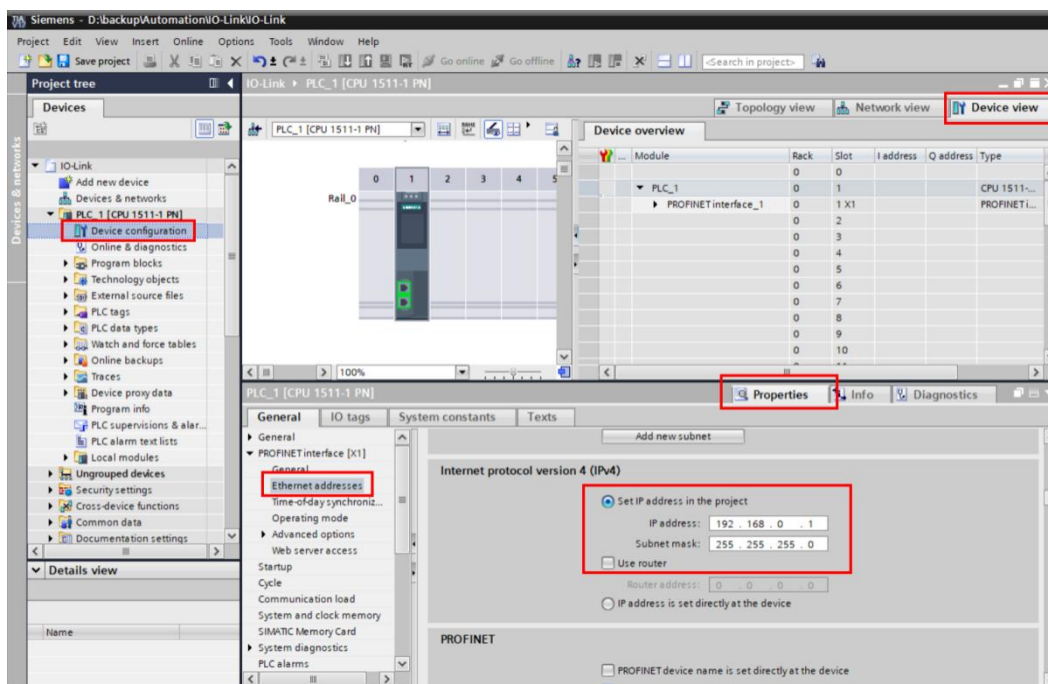 Siemens - D:\backup\Automation\IO-Link\IO-Link
Project Edit View Insert Online Options Tools Window Help
Save project Go online Go offline <Search in project>
Project tree
IO-Link ▸ PLC_1 [CPU 1511-1 PN]
Devices
Topology view Network view Device view
PLC_1 [CPU 1511-1 PN]
Device overview
Devices & networks
IO-Link
Add new device
Devices & networks
PLC_1 [CPU 1511-1 PN]
Device configuration
Online & diagnostics
Program blocks
Technology objects
External source files
PLC tags
PLC data types
Watch and force tables
Online backups
Traces
Device proxy data
Program info
PLC supervisions & alar...
PLC alarm text lists
Local modules
Ungrouped devices
Security settings
Cross-device functions
Common data
Documentation settings
Details view
Name
0 1 2 3 4 5
Rail_0
100%
... Module Rack Slot I address Q address Type
0 0
PLC_1 0 1 CPU 1511-...
PROFINET interface_1 0 1 X1 PROFINET i...
0 2
0 3
0 4
0 5
0 6
0 7
0 8
0 9
0 10
PLC_1 [CPU 1511-1 PN]
Properties Info Diagnostics
General IO tags System constants Texts
General
PROFINET interface [X1]
General
Ethernet addresses
Time-of-day synchroniz...
Operating mode
Advanced options
Web server access
Startup
Cycle
Communication load
System and clock memory
SIMATIC Memory Card
System diagnostics
PLC alarms
Add new subnet
Internet protocol version 4 (IPv4)
Set IP address in the project
IP address: 192 . 168 . 0 . 1
Subnet mask: 255 . 255 . 255 . 0
Use router
Router address: 0 . 0 . 0 . 0
IP address is set directly at the device
PROFINET
PROFINET device name is set directly at the device